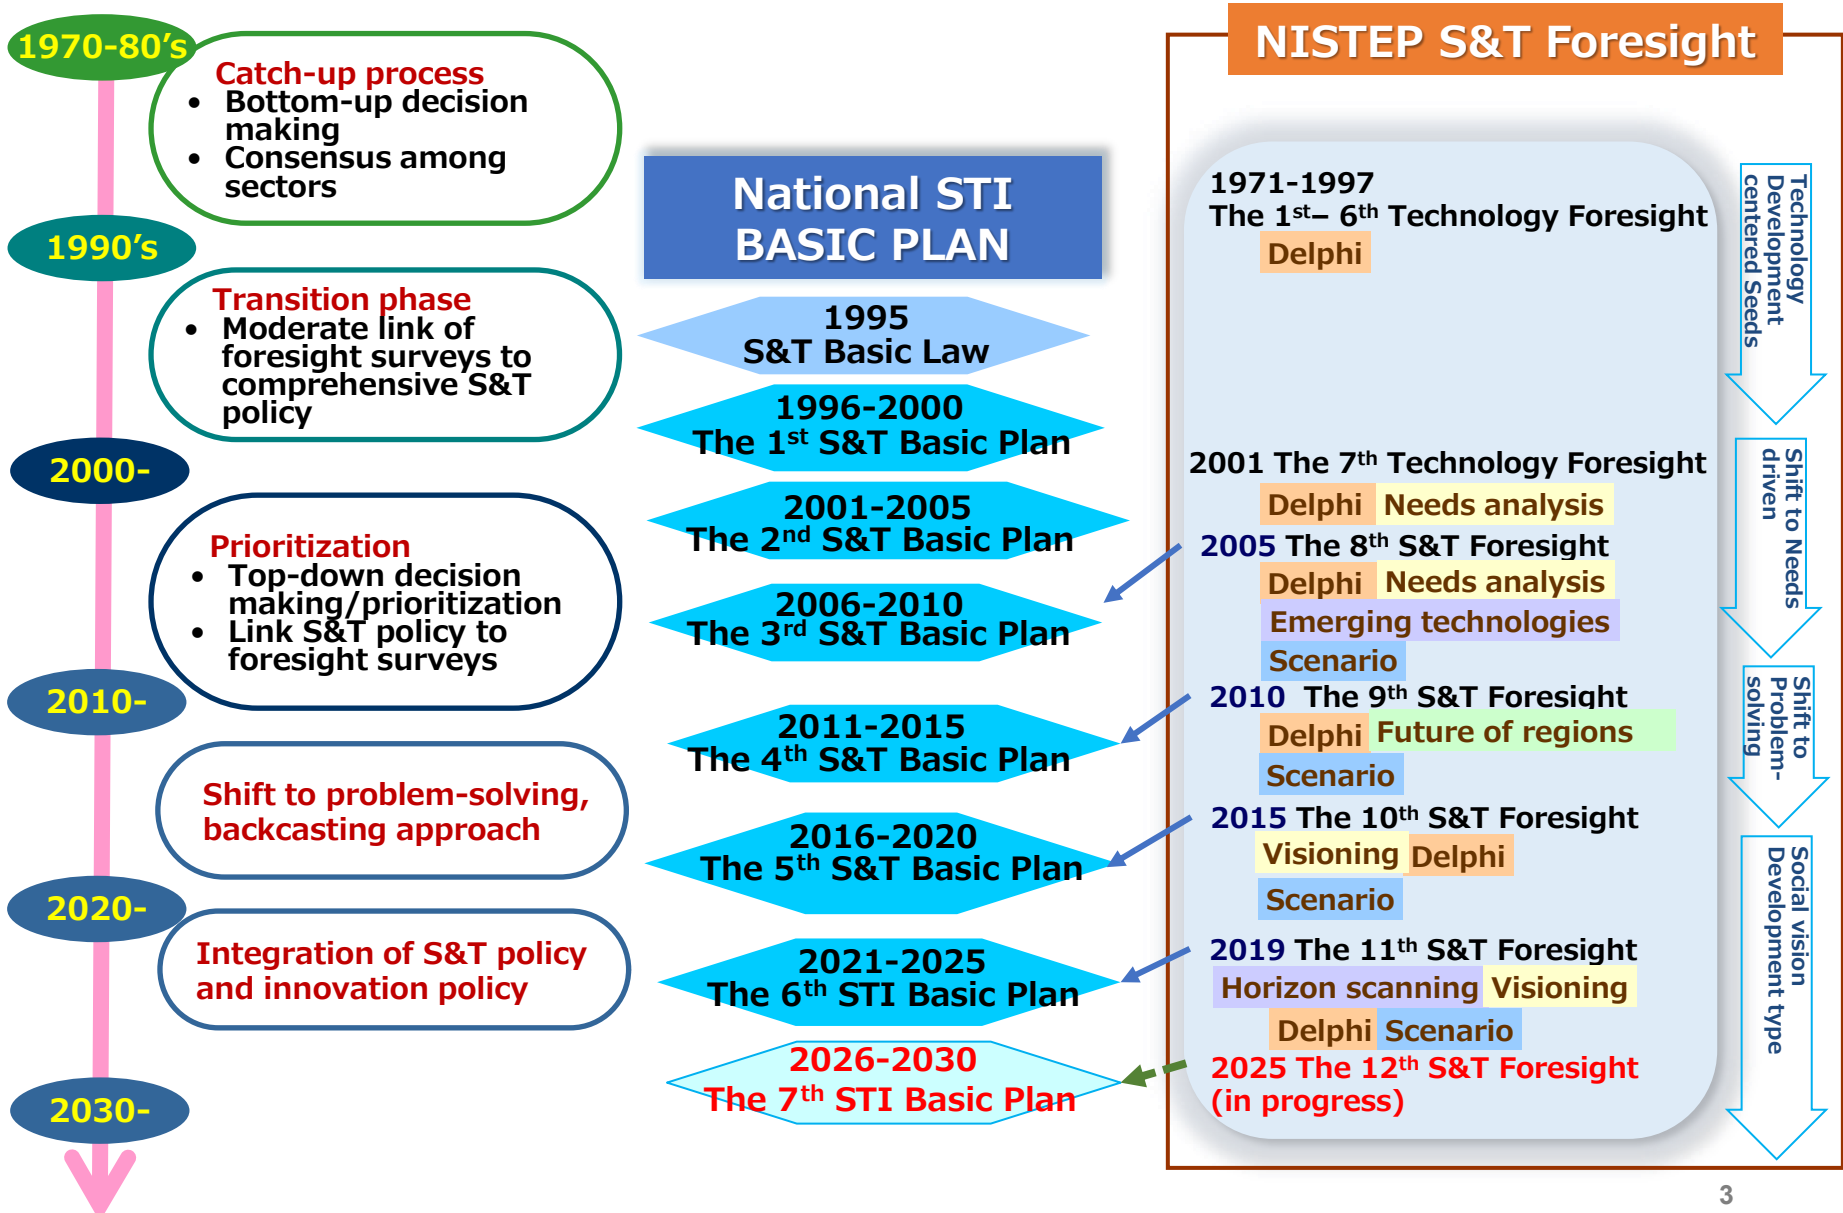 1970-80's
Catch-up process
• Bottom-up decision
making
• Consensus among
sectors
1990's
Transition phase
• Moderate link of
foresight surveys to
comprehensive S&T
policy
2000-
Prioritization
• Top-down decision
making/prioritization
• Link S&T policy to
foresight surveys
2010-
Shift to problem-solving,
backcasting approach
2020-
Integration of S&T policy
and innovation policy
2030-
National STI
BASIC PLAN
1995
S&T Basic Law
1996-2000
The 1st S&T Basic Plan
2001-2005
The 2nd S&T Basic Plan
2006-2010
The 3rd S&T Basic Plan
2011-2015
The 4th S&T Basic Plan
2016-2020
The 5th S&T Basic Plan
2021-2025
The 6th STI Basic Plan
2026-2030
The 7th STI Basic Plan
NISTEP S&T Foresight
1971-1997
The 1st– 6th Technology Foresight
Delphi
2001 The 7th Technology Foresight
Delphi Needs analysis
2005 The 8th S&T Foresight
Delphi Needs analysis
Emerging technologies
Scenario
2010 The 9th S&T Foresight
Delphi Future of regions
Scenario
2015 The 10th S&T Foresight
Visioning Delphi
Scenario
2019 The 11th S&T Foresight
Horizon scanning Visioning
Delphi Scenario
2025 The 12th S&T Foresight
(in progress)
Technology
Development
centered Seeds
Shift to Needs
driven
Shift to
Problem-
solving
Social vision
Development type
3